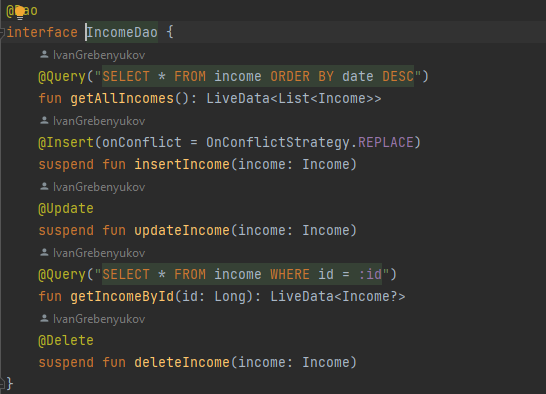 @Dao
interface IncomeDao {
IvanGrebenyukov
@Query("SELECT * FROM income ORDER BY date DESC")
fun getAllIncomes(): LiveData<List<Income>>
IvanGrebenyukov
@Insert(onConflict = OnConflictStrategy.REPLACE)
suspend fun insertIncome(income: Income)
IvanGrebenyukov
@Update
suspend fun updateIncome(income: Income)
IvanGrebenyukov
@Query("SELECT * FROM income WHERE id = :id")
fun getIncomeById(id: Long): LiveData<Income?>
IvanGrebenyukov
@Delete
suspend fun deleteIncome(income: Income)
}